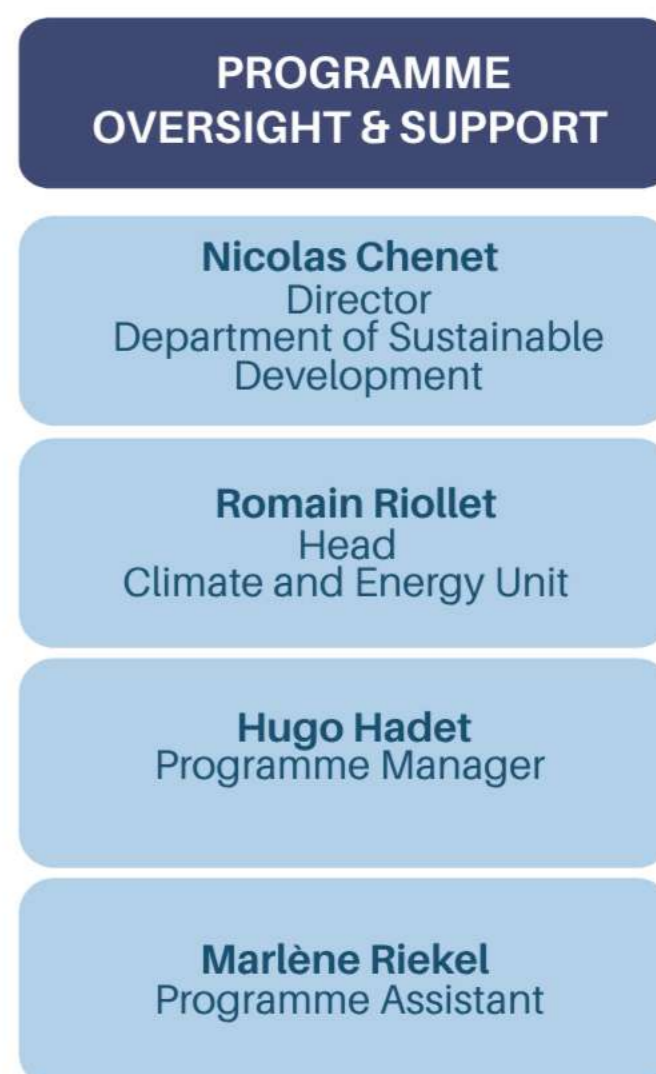 PROGRAMME
OVERSIGHT & SUPPORT
Nicolas Chenet
Director
Department of Sustainable
Development
Romain Riollet
Head
Climate and Energy Unit
Hugo Hadet
Programme Manager
Marlène Riekel
Programme Assistant